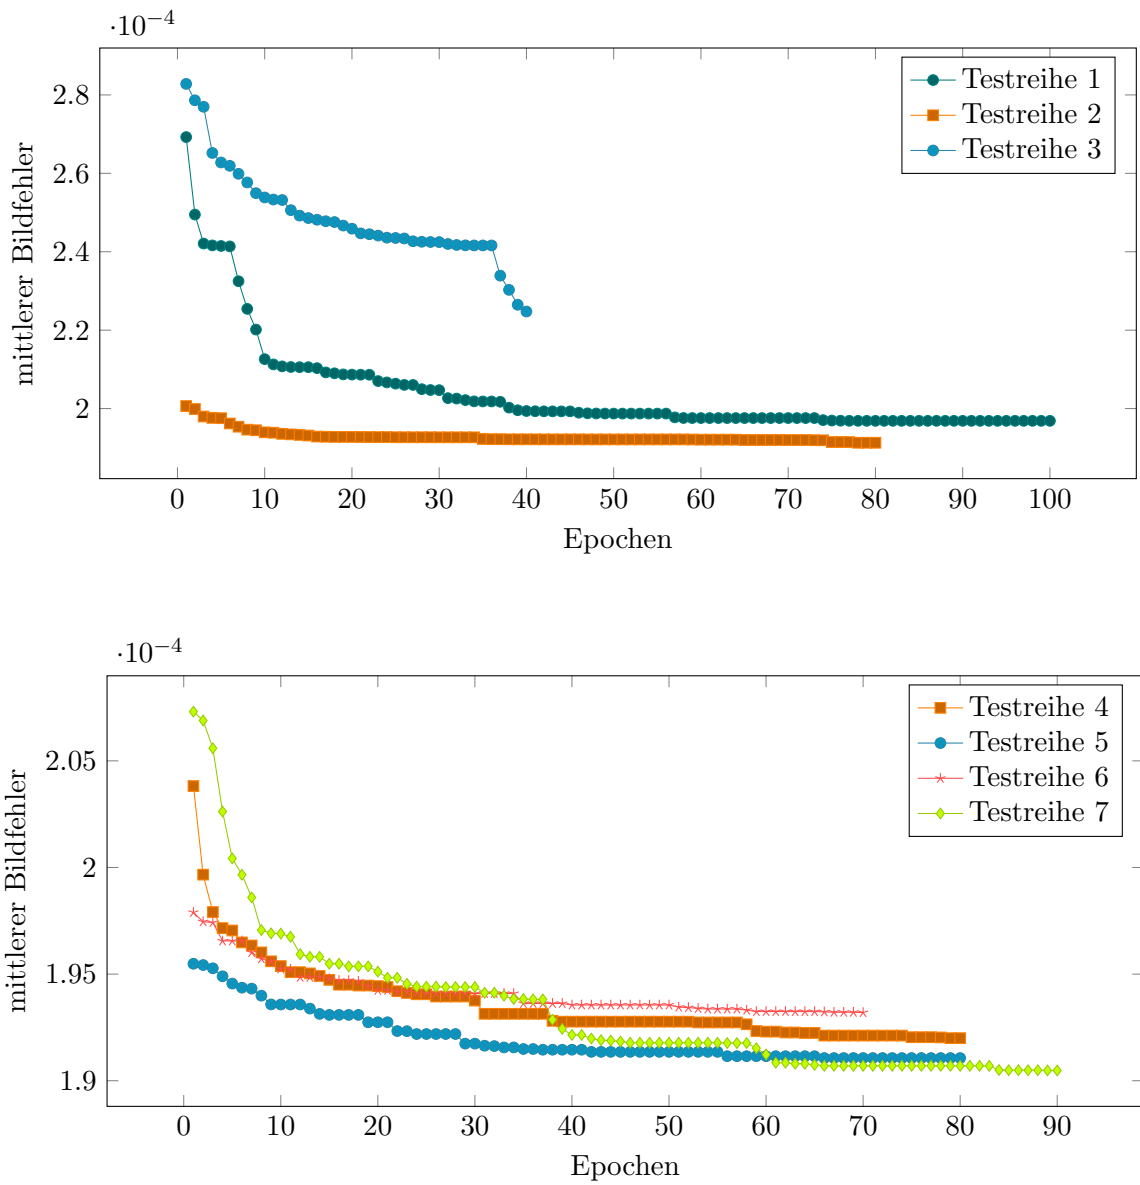 ·10−4
2.8
2.6
2.4
2.2
2
mittlerer Bildfehler
Testreihe 1
Testreihe 2
Testreihe 3
0 10 20 30 40 50 60 70 80 90 100
Epochen
·10−4
2.05
2
1.95
1.9
mittlerer Bildfehler
Testreihe 4
Testreihe 5
Testreihe 6
Testreihe 7
0 10 20 30 40 50 60 70 80 90
Epochen